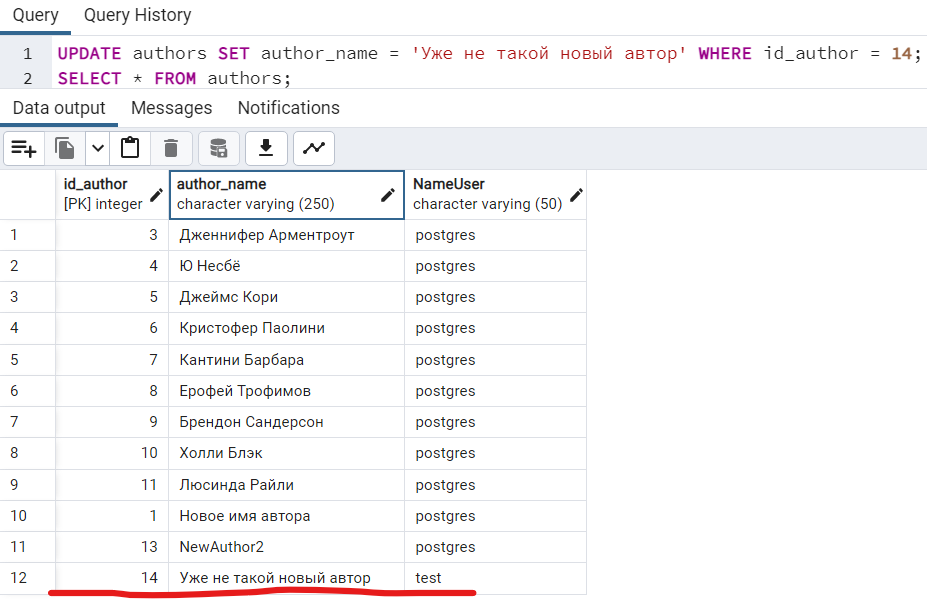 Query Query History
1 UPDATE authors SET author_name = 'Уже не такой новый автор' WHERE id_author = 14;
2 SELECT * FROM authors;
Data output Messages Notifications
id_author author_name NameUser
[PK] integer character varying (250) character varying (50)
1 3 Дженнифер Арментроут postgres
2 4 Ю Несбё postgres
3 5 Джеймс Кори postgres
4 6 Кристофер Паолини postgres
5 7 Кантини Барбара postgres
6 8 Ерофей Трофимов postgres
7 9 Брендон Сандерсон postgres
8 10 Холли Блэк postgres
9 11 Люсинда Райли postgres
10 1 Новое имя автора postgres
11 13 NewAuthor2 postgres
12 14 Уже не такой новый автор test